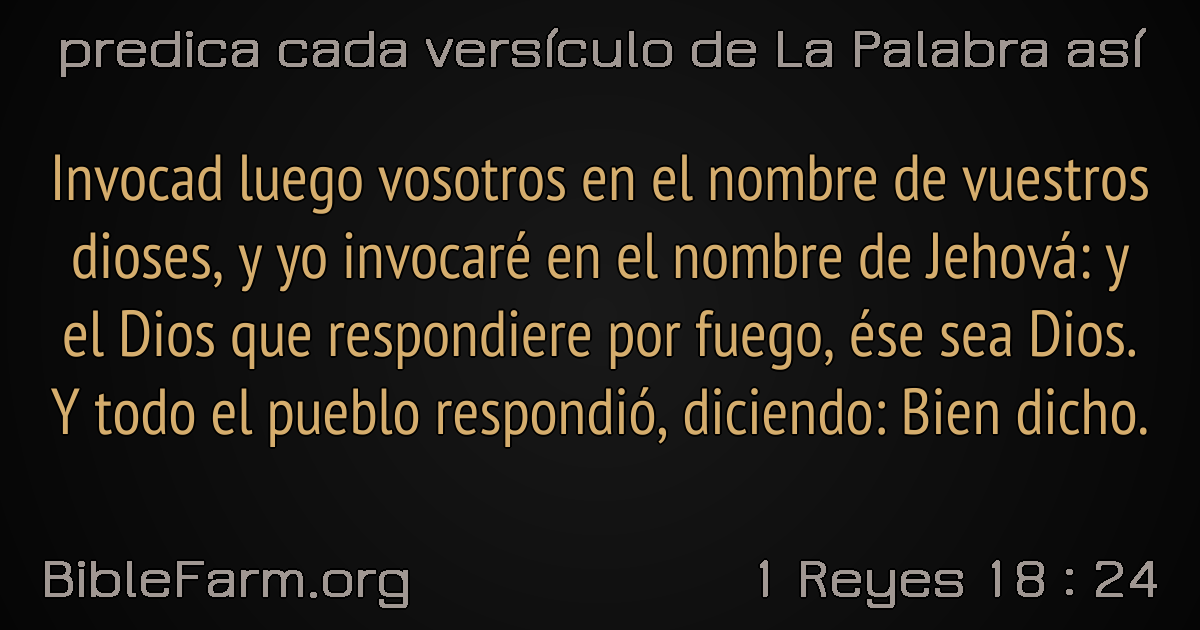 predica cada versículo de La Palabra así
Invocad luego vosotros en el nombre de vuestros
dioses, y yo invocaré en el nombre de Jehová: y
el Dios que respondiere por fuego, ése sea Dios.
Y todo el pueblo respondió, diciendo: Bien dicho.
BibleFarm.org
1 Reyes 18 : 24